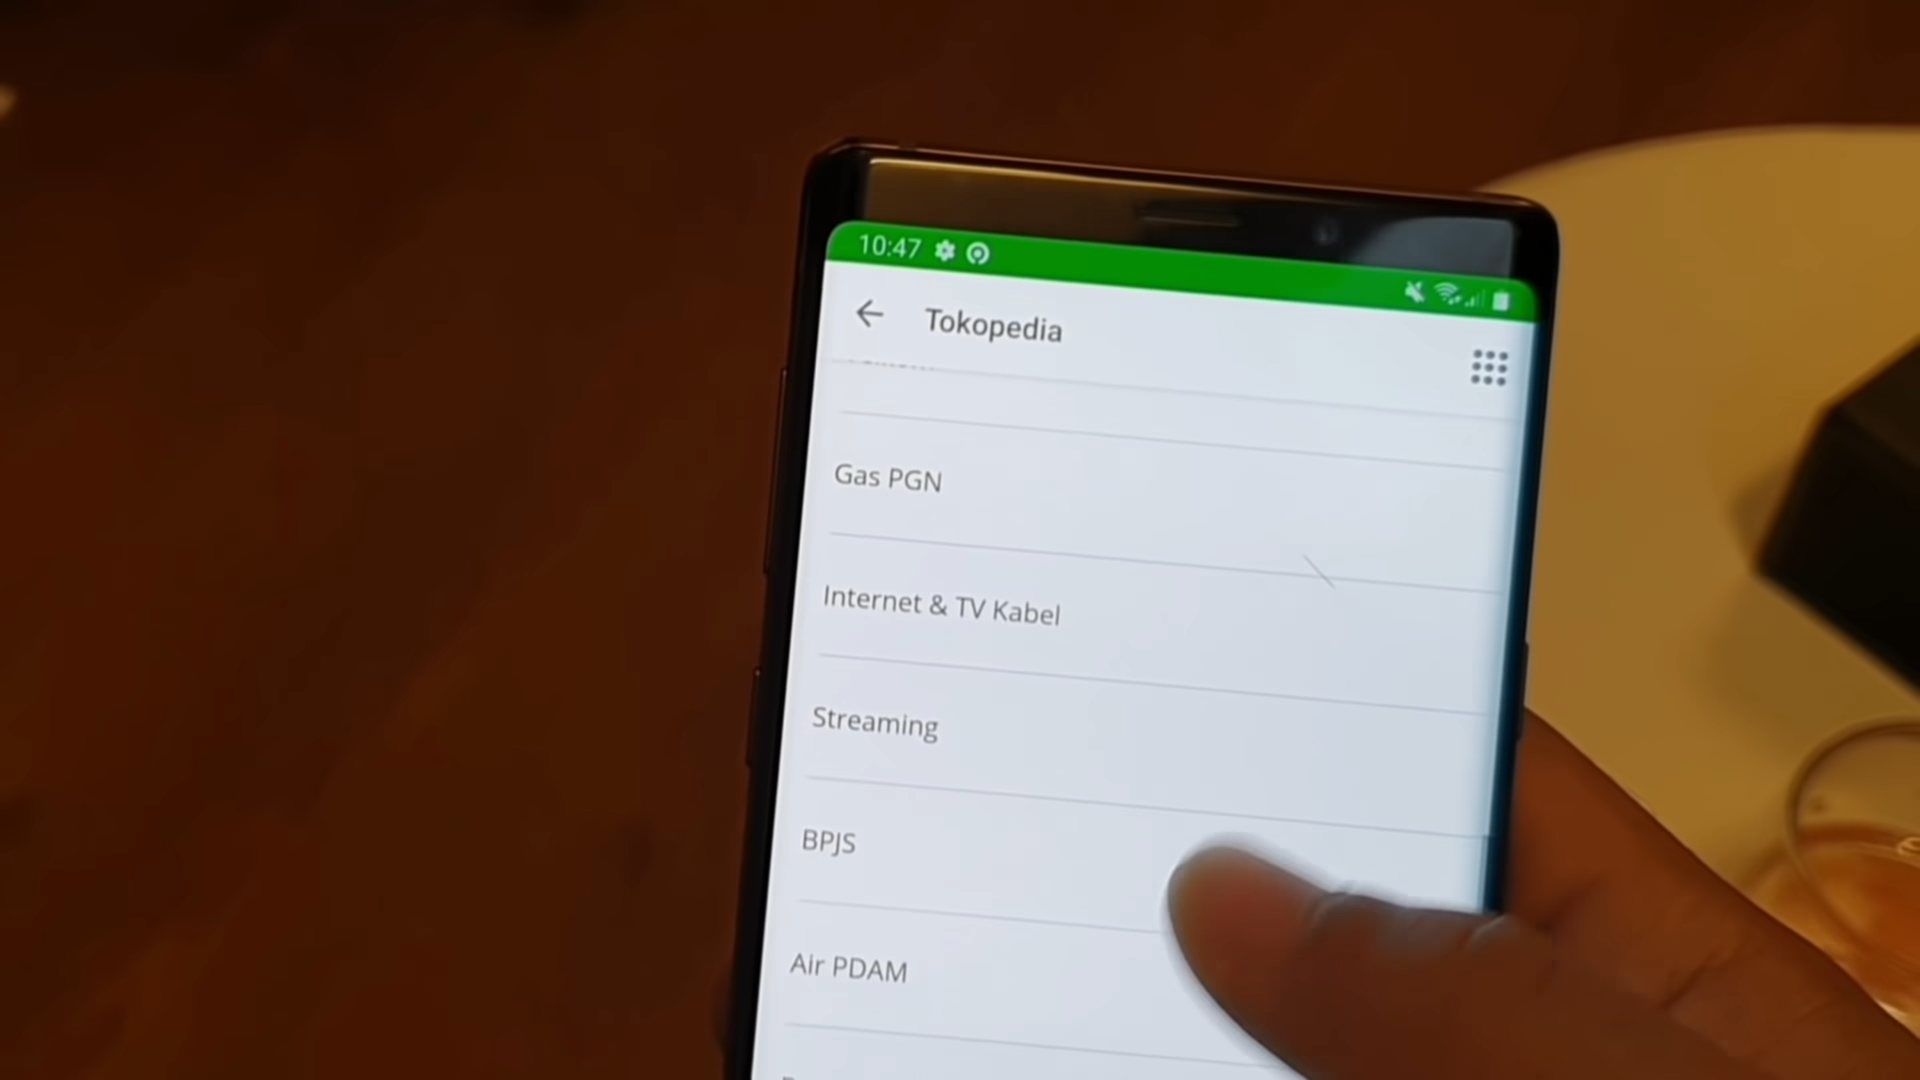 10:47
Tokopedia
Gas PGN
Internet & TV Kabel
Streaming
BPJS
Air PDAM